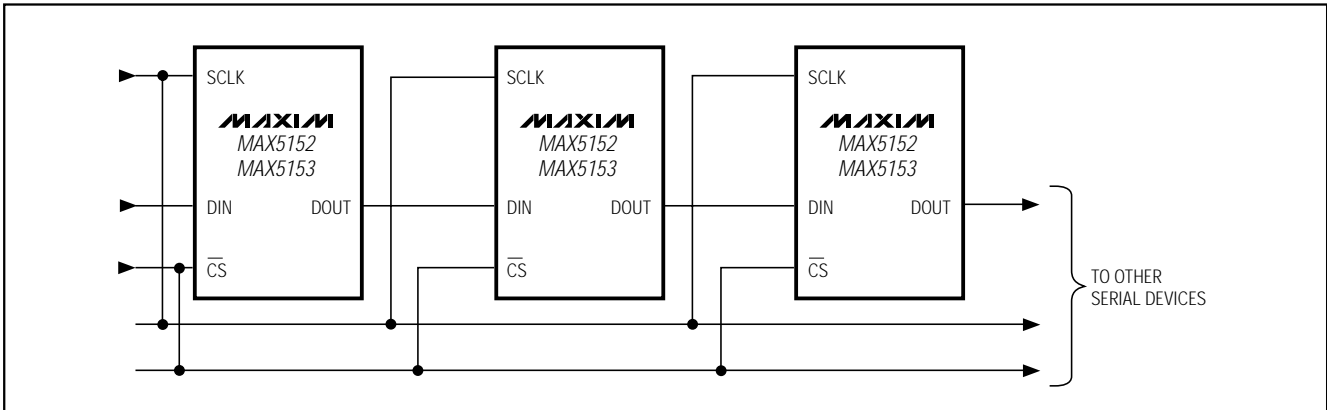 SCLK
MAXIM
MAX5152
MAX5153
DIN DOUT
CS
SCLK
MAXIM
MAX5152
MAX5153
DIN DOUT
CS
SCLK
MAXIM
MAX5152
MAX5153
DIN DOUT
CS
TO OTHER
SERIAL DEVICES